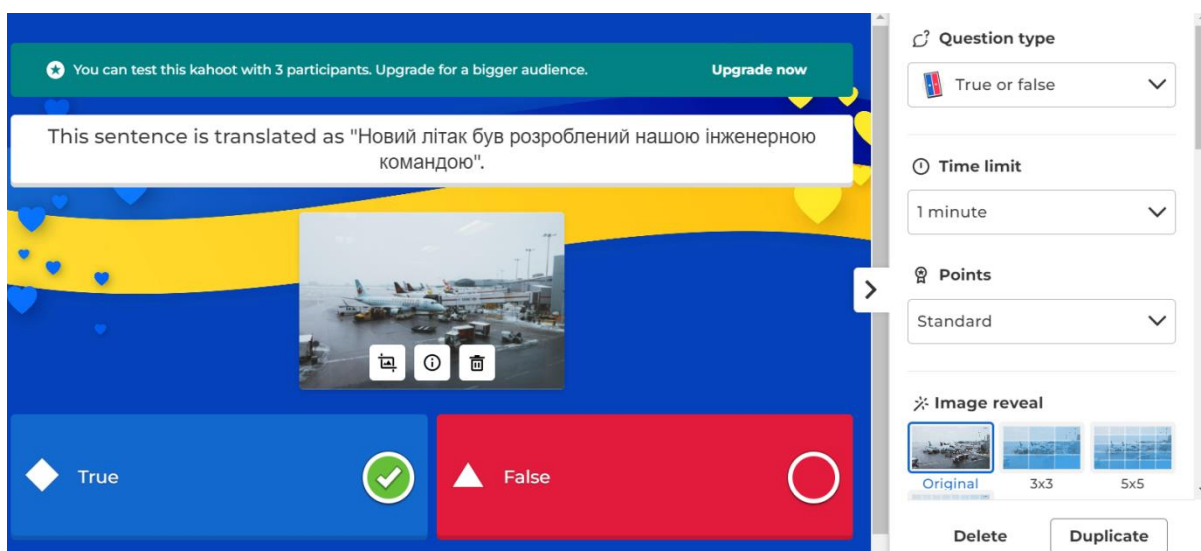 You can test this kahoot with 3 participants. Upgrade for a bigger audience. Upgrade now
This sentence is translated as "Новий літак був розроблений нашою інженерною
командою".
True
False
Question type
True or false
Time limit
1 minute
Points
Standard
Image reveal
Original 3x3 5x5
Delete Duplicate